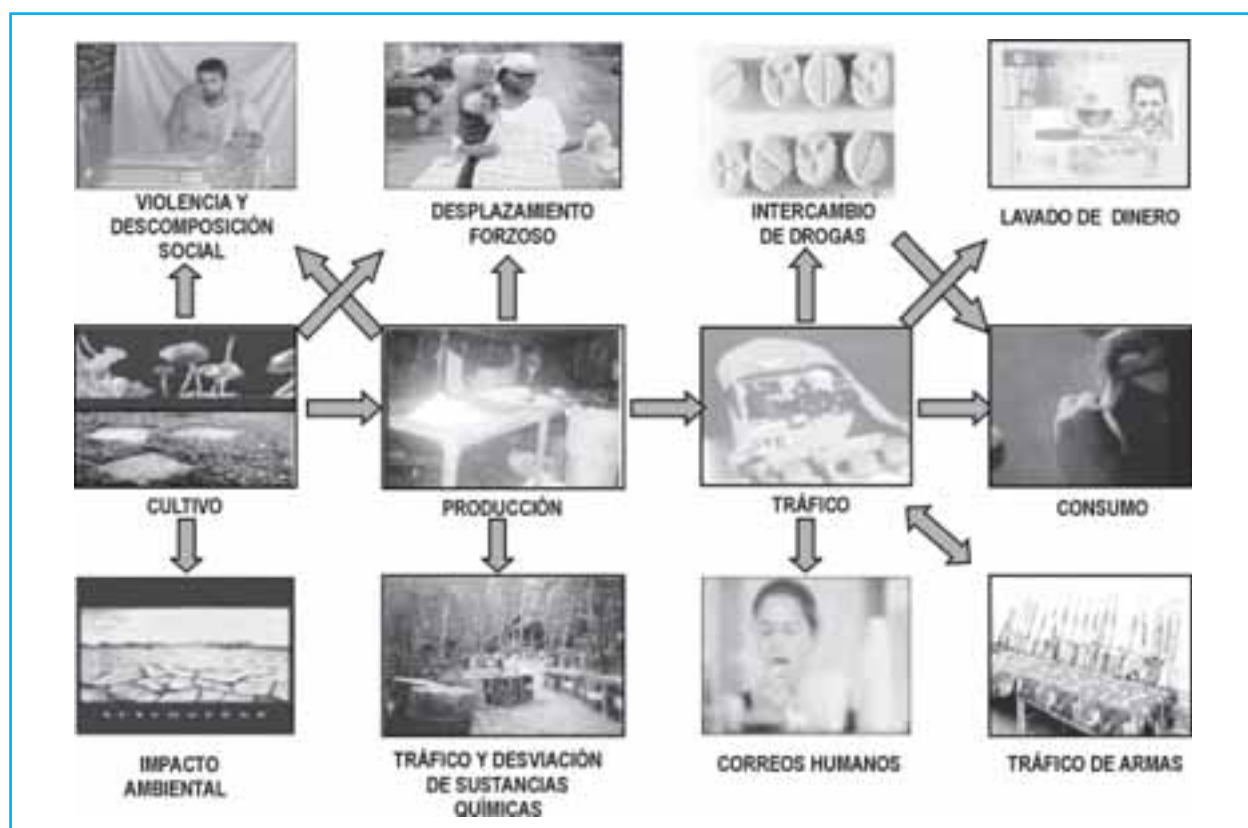 VIOLENCIA Y
DESCOMPOSICIÓN
SOCIAL
DESPLAZAMIENTO
FORZOSO
INTERCAMBIO
DE DROGAS
LAVADO DE DINERO
CULTIVO
PRODUCCIÓN
TRÁFICO
CONSUMO
IMPACTO
AMBIENTAL
TRÁFICO Y DESVIACIÓN
DE SUSTANCIAS
QUÍMICAS
CORREOS HUMANOS
TRÁFICO DE ARMAS